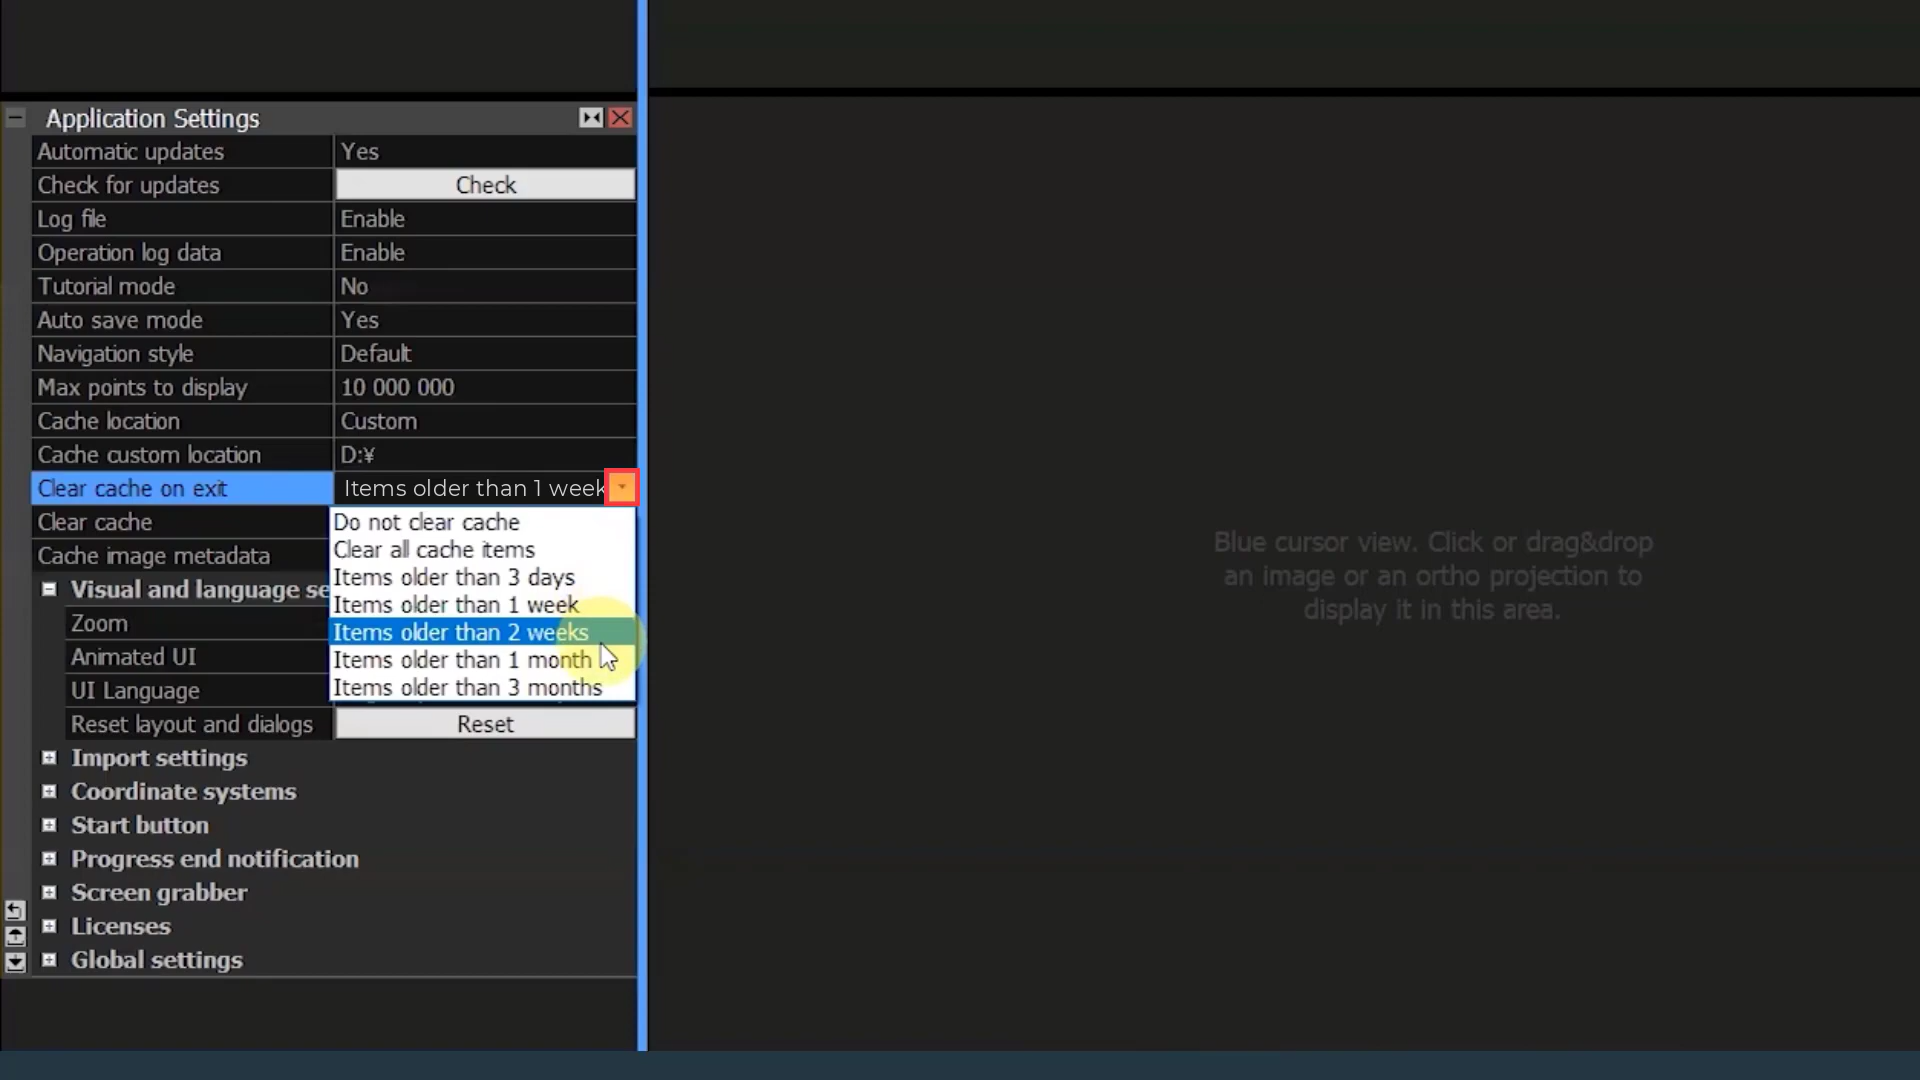 Application Settings
Automatic updates Yes
Check for updates Check
Log file Enable
Operation log data Enable
Tutorial mode No
Auto save mode Yes
Navigation style Default
Max points to display 10 000 000
Cache location Custom
Cache custom location D:¥
Clear cache on exit Items older than 1 week
Clear cache
Cache image metadata
Do not clear cache
Clear all cache items
Items older than 3 days
Items older than 1 week
Items older than 2 weeks
Items older than 1 month
Items older than 3 months
Visual and language se
Zoom
Animated UI
UI Language
Reset layout and dialogs Reset
Import settings
Coordinate systems
Start button
Progress end notification
Screen grabber
Licenses
Global settings
Blue cursor view. Click or drag&drop
an image or an ortho projection to
display it in this area.